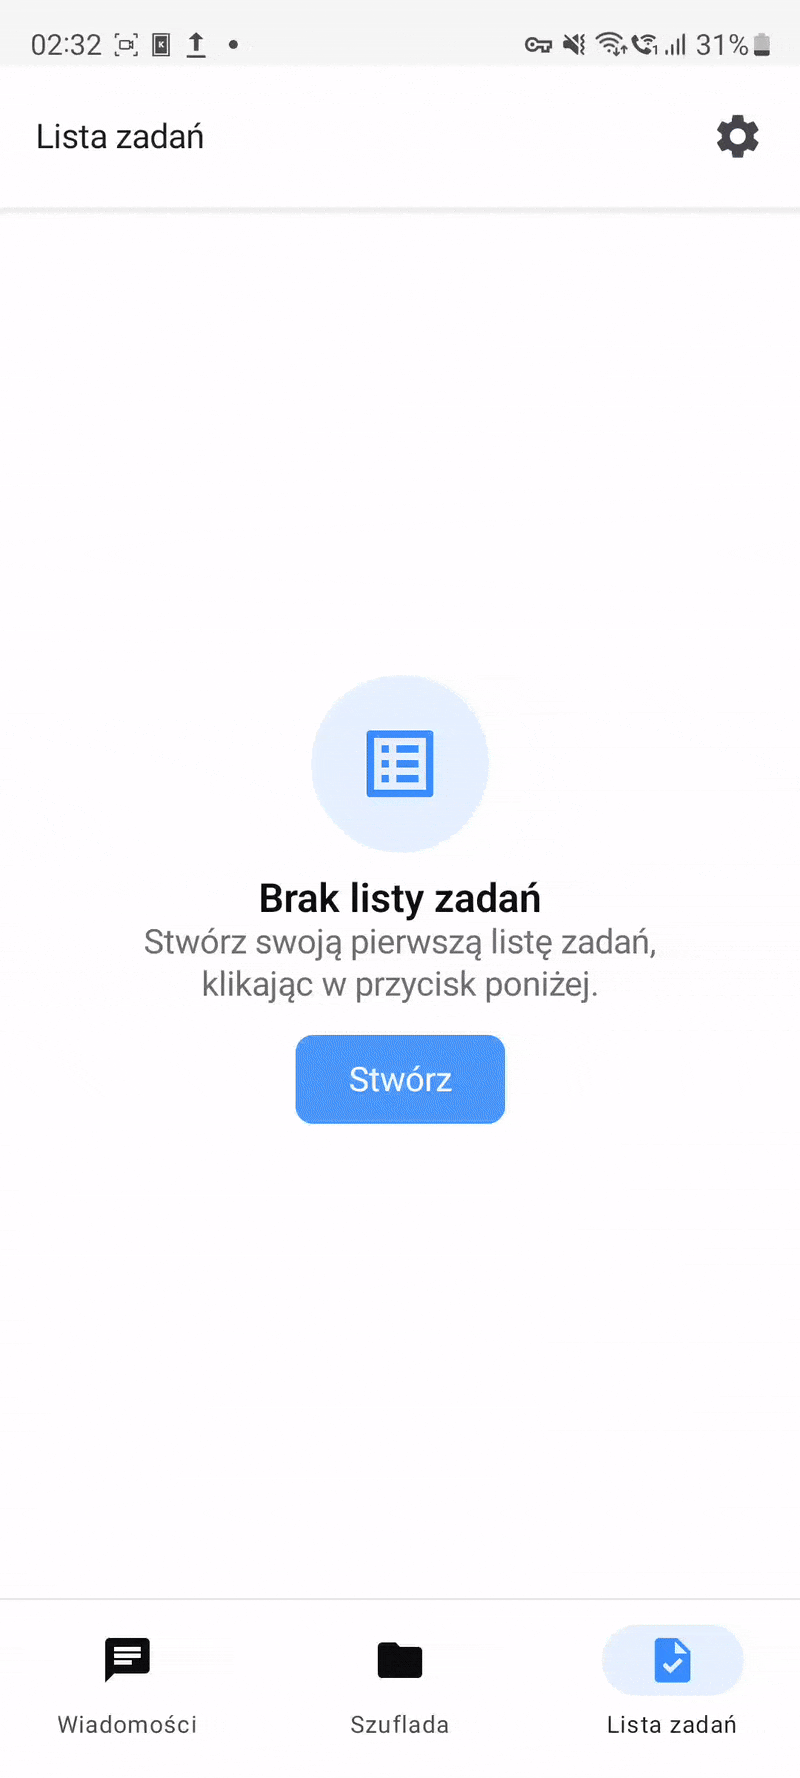 02:32
31%
Lista zadań
Brak listy zadań
Stwórz swoją pierwszą listę zadań,
klikając w przycisk poniżej.
Stwórz
Wiadomości
Szuflada
Lista zadań